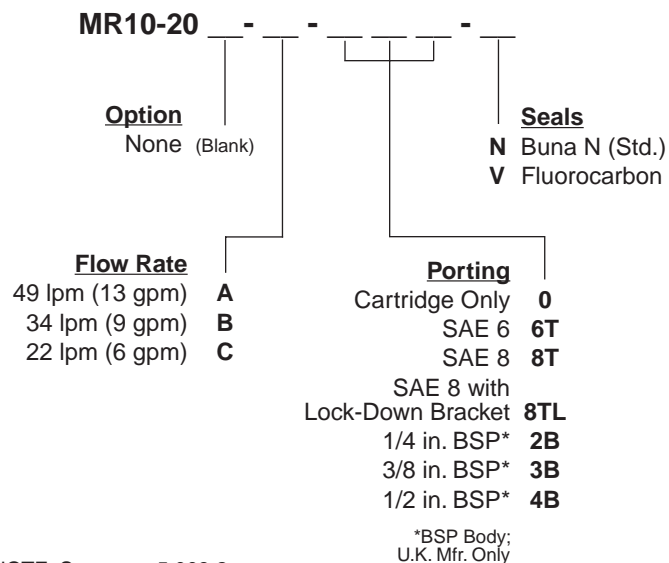 MR10-20 __- __ - __ __ __ - __
Option
None (Blank)
Seals
N Buna N (Std.)
V Fluorocarbon
Flow Rate
49 lpm (13 gpm) A
34 lpm (9 gpm) B
22 lpm (6 gpm) C
Porting
Cartridge Only 0
SAE 6 6T
SAE 8 8T
SAE 8 with
Lock-Down Bracket 8TL
1/4 in. BSP* 2B
3/8 in. BSP* 3B
1/2 in. BSP* 4B
*BSP Body;
U.K. Mfr. Only